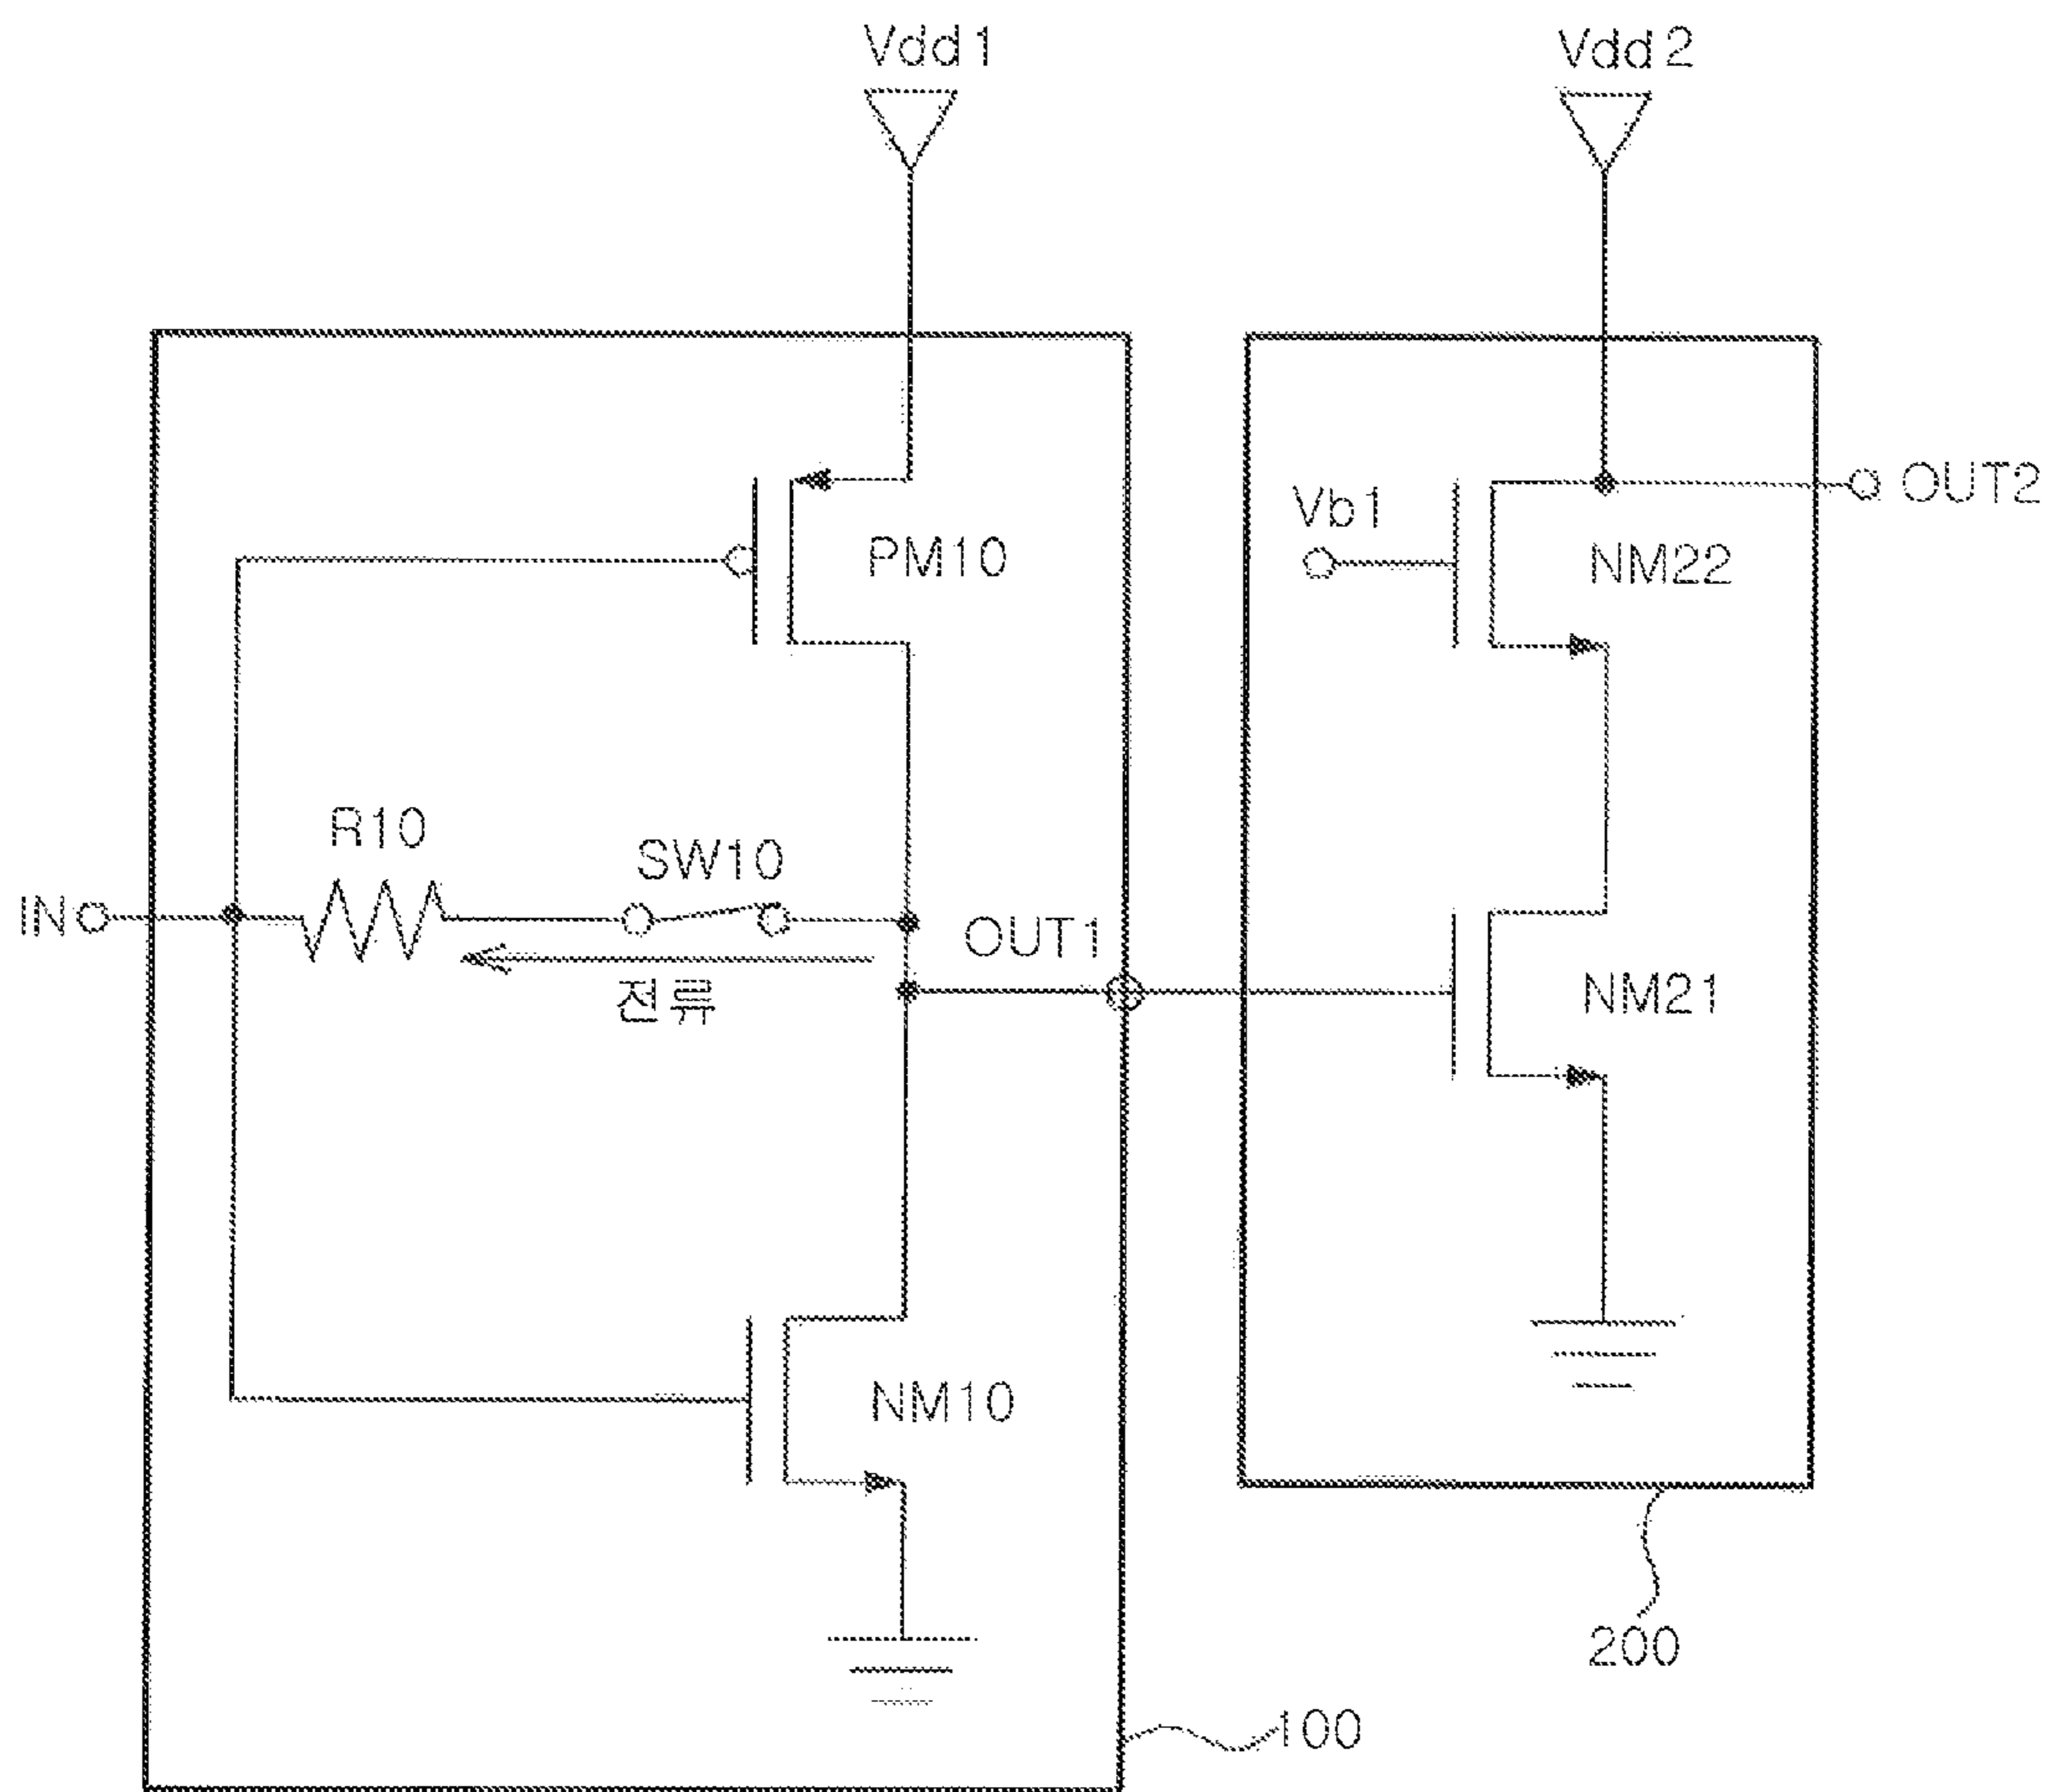 Vdd1
Vdd2
Vb1
OUT2
PM10
NM22
R10
SW10
IN
OUT1
전류
NM21
NM10
200
100